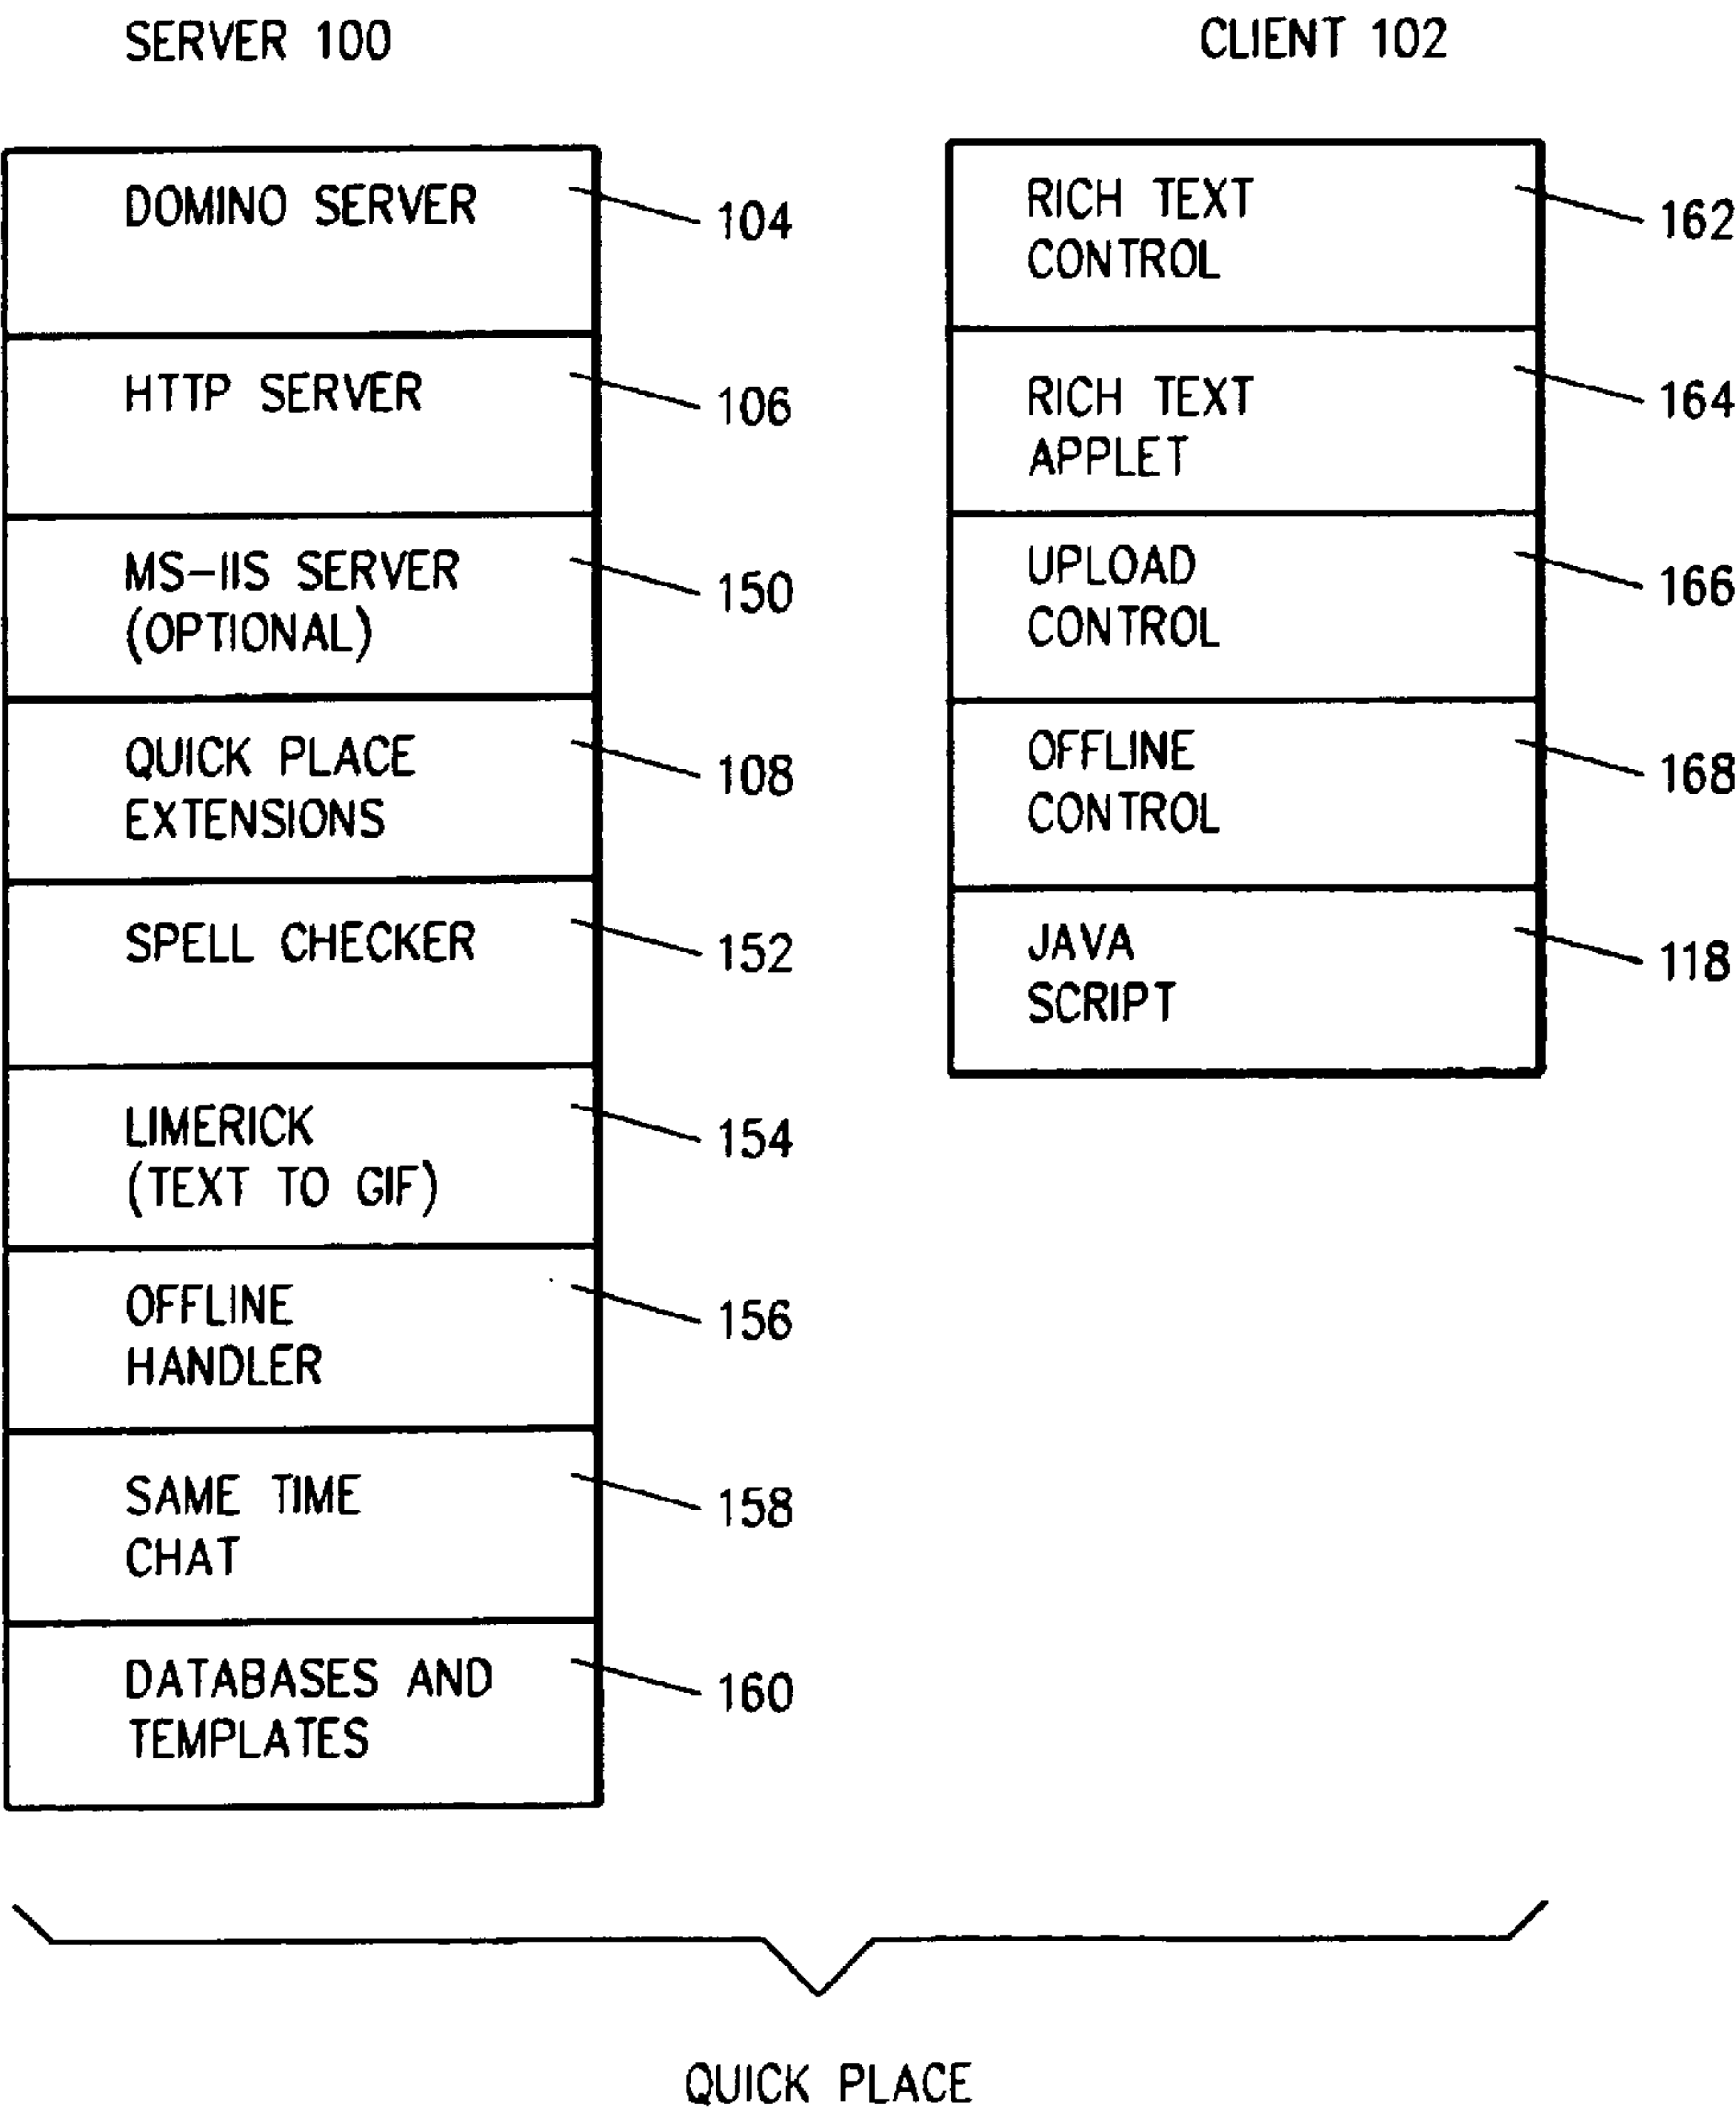 SERVER 100
DOMINO SERVER
104
HTTP SERVER
106
MS-IIS SERVER
(OPTIONAL)
150
QUICK PLACE
EXTENSIONS
108
SPELL CHECKER
152
LIMERICK
(TEXT TO GIF)
154
OFFLINE
HANDLER
156
SAME TIME
CHAT
158
DATABASES AND
TEMPLATES
160
CLIENT 102
RICH TEXT
CONTROL
162
RICH TEXT
APPLET
164
UPLOAD
CONTROL
166
OFFLINE
CONTROL
168
JAVA
SCRIPT
118
QUICK PLACE